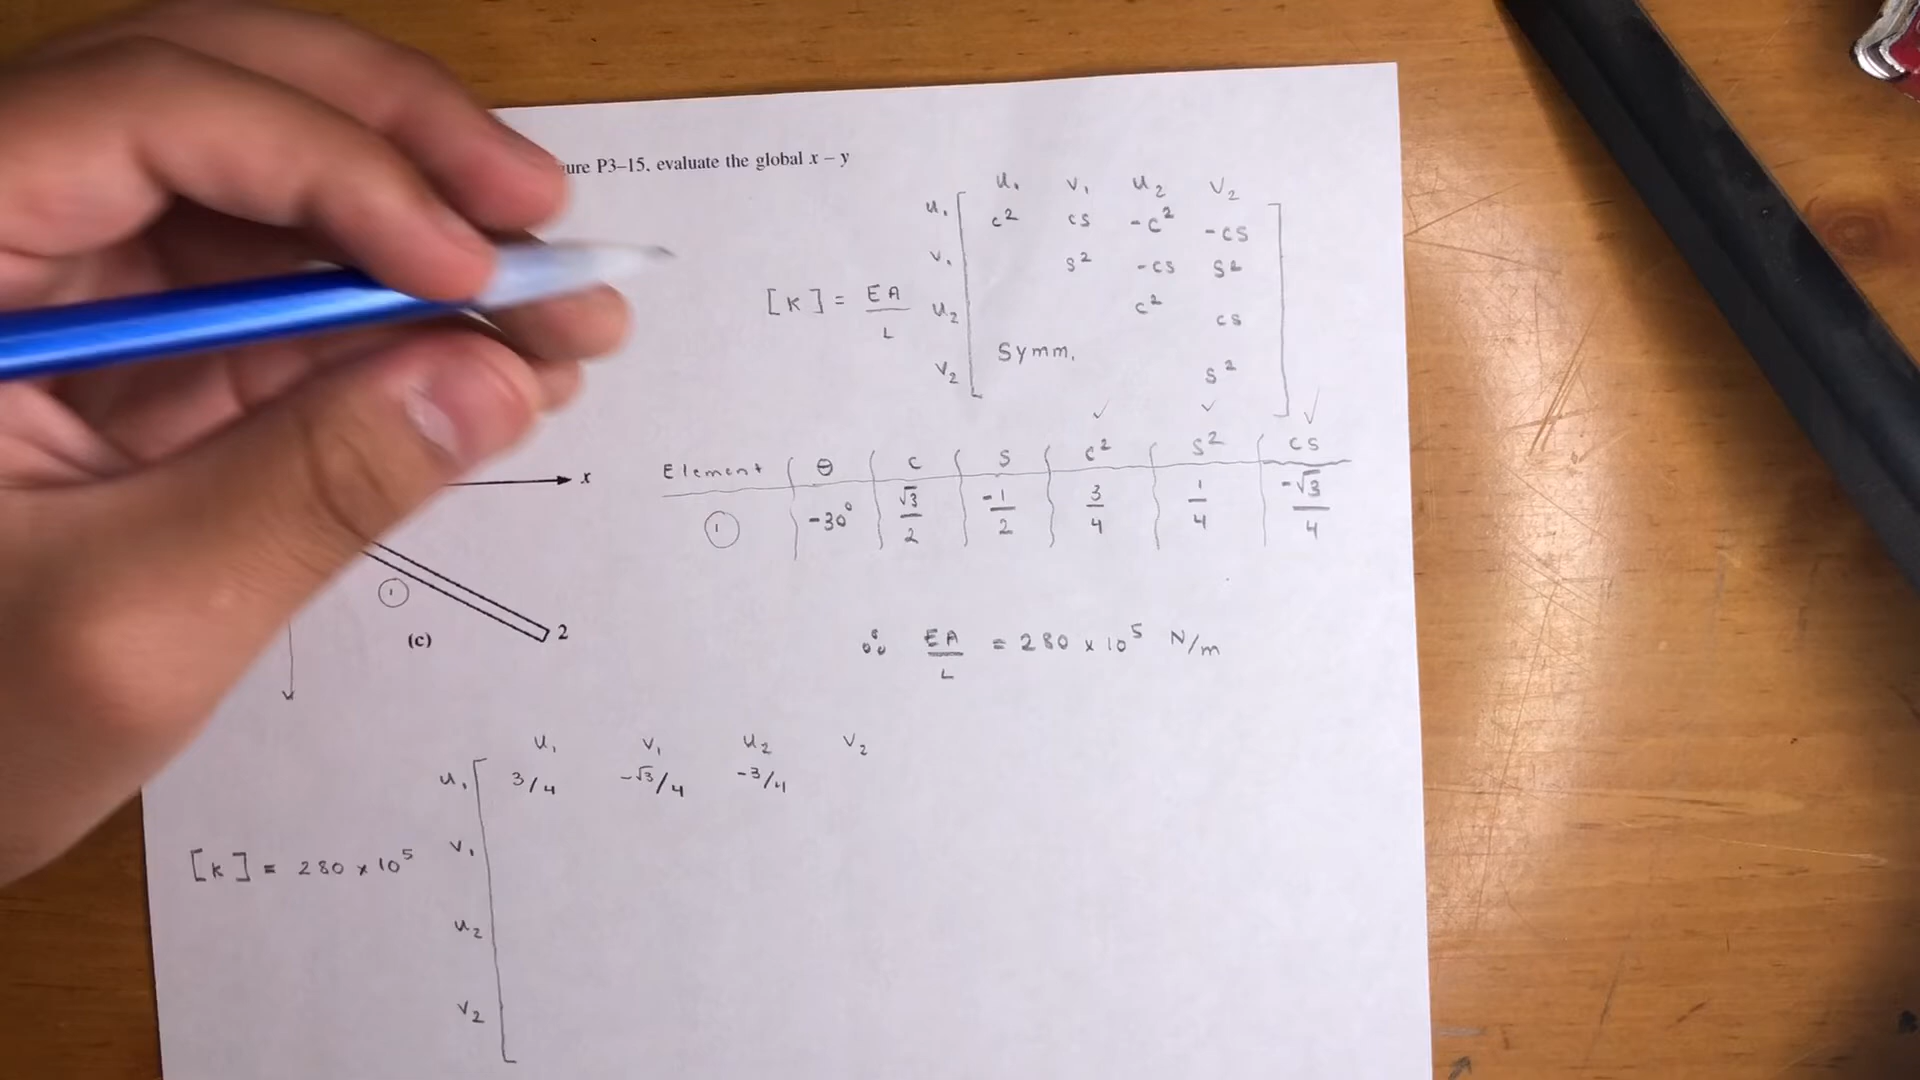 ure P3–15, evaluate the global x – y
u₁ v₁ u₂ v₂
u₁ c² cs -c² -cs
v₁ s² -cs s²
[K] = EA/L
u₂ c² cs
Symm.
v₂ s²
✓ ✓ ✓
Element θ c s c² s² cs
① -30° √3/2 -1/2 3/4 1/4 -√3/4
x
①
2
(c)
∴ EA/L = 280 x 10⁵ N/m
u₁ v₁ u₂ v₂
u₁ 3/4 -√3/4 -3/4
v₁
[K] = 280 x 10⁵
u₂
v₂